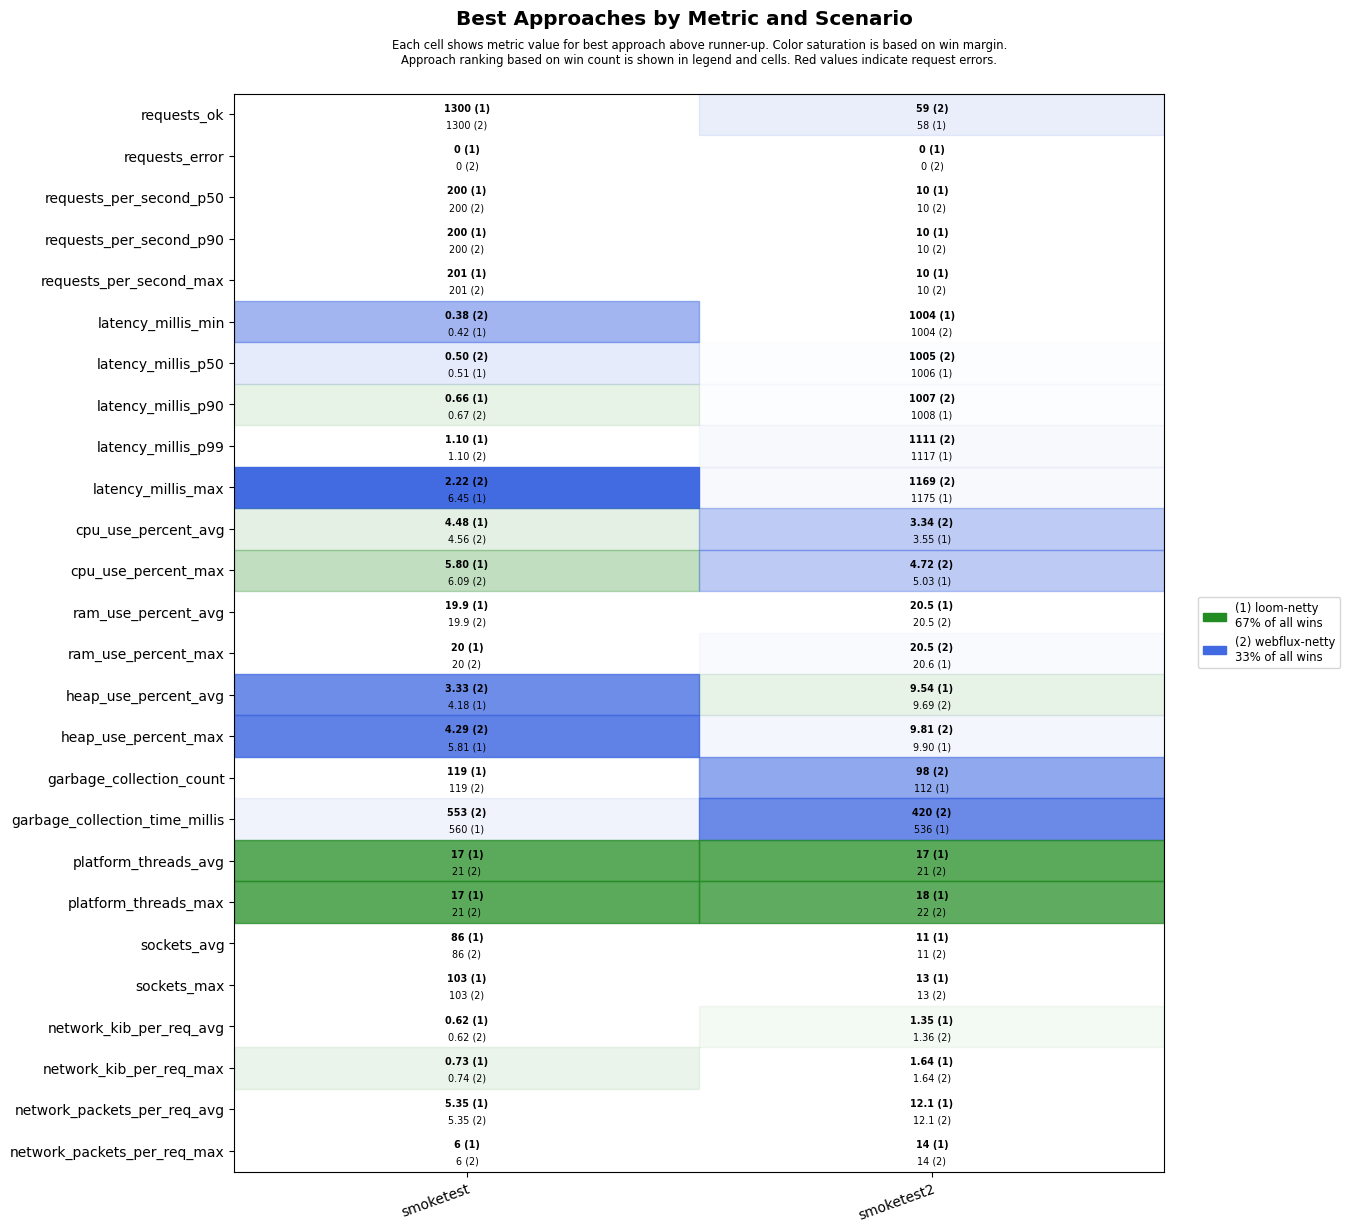 Best Approaches by Metric and Scenario
Each cell shows metric value for best approach above runner-up. Color saturation is based on win margin.
Approach ranking based on win count is shown in legend and cells. Red values indicate request errors.
requests_ok
1300 (1)
1300 (2)
59 (2)
58 (1)
requests_error
0 (1)
0 (2)
0 (1)
0 (2)
requests_per_second_p50
200 (1)
200 (2)
10 (1)
10 (2)
requests_per_second_p90
200 (1)
200 (2)
10 (1)
10 (2)
requests_per_second_max
201 (1)
201 (2)
10 (1)
10 (2)
latency_millis_min
0.38 (2)
0.42 (1)
1004 (1)
1004 (2)
latency_millis_p50
0.50 (2)
0.51 (1)
1005 (2)
1006 (1)
latency_millis_p90
0.66 (1)
0.67 (2)
1007 (2)
1008 (1)
latency_millis_p99
1.10 (1)
1.10 (2)
1111 (2)
1117 (1)
latency_millis_max
2.22 (2)
6.45 (1)
1169 (2)
1175 (1)
cpu_use_percent_avg
4.48 (1)
4.56 (2)
3.34 (2)
3.55 (1)
cpu_use_percent_max
5.80 (1)
6.09 (2)
4.72 (2)
5.03 (1)
ram_use_percent_avg
19.9 (1)
19.9 (2)
20.5 (1)
20.5 (2)
ram_use_percent_max
20 (1)
20 (2)
20.5 (2)
20.6 (1)
heap_use_percent_avg
3.33 (2)
4.18 (1)
9.54 (1)
9.69 (2)
heap_use_percent_max
4.29 (2)
5.81 (1)
9.81 (2)
9.90 (1)
garbage_collection_count
119 (1)
119 (2)
98 (2)
112 (1)
garbage_collection_time_millis
553 (2)
560 (1)
420 (2)
536 (1)
platform_threads_avg
17 (1)
21 (2)
17 (1)
21 (2)
platform_threads_max
17 (1)
21 (2)
18 (1)
22 (2)
sockets_avg
86 (1)
86 (2)
11 (1)
11 (2)
sockets_max
103 (1)
103 (2)
13 (1)
13 (2)
network_kib_per_req_avg
0.62 (1)
0.62 (2)
1.35 (1)
1.36 (2)
network_kib_per_req_max
0.73 (1)
0.74 (2)
1.64 (1)
1.64 (2)
network_packets_per_req_avg
5.35 (1)
5.35 (2)
12.1 (1)
12.1 (2)
network_packets_per_req_max
6 (1)
6 (2)
14 (1)
14 (2)
smoketest
smoketest2
(1) loom-netty
67% of all wins
(2) webflux-netty
33% of all wins